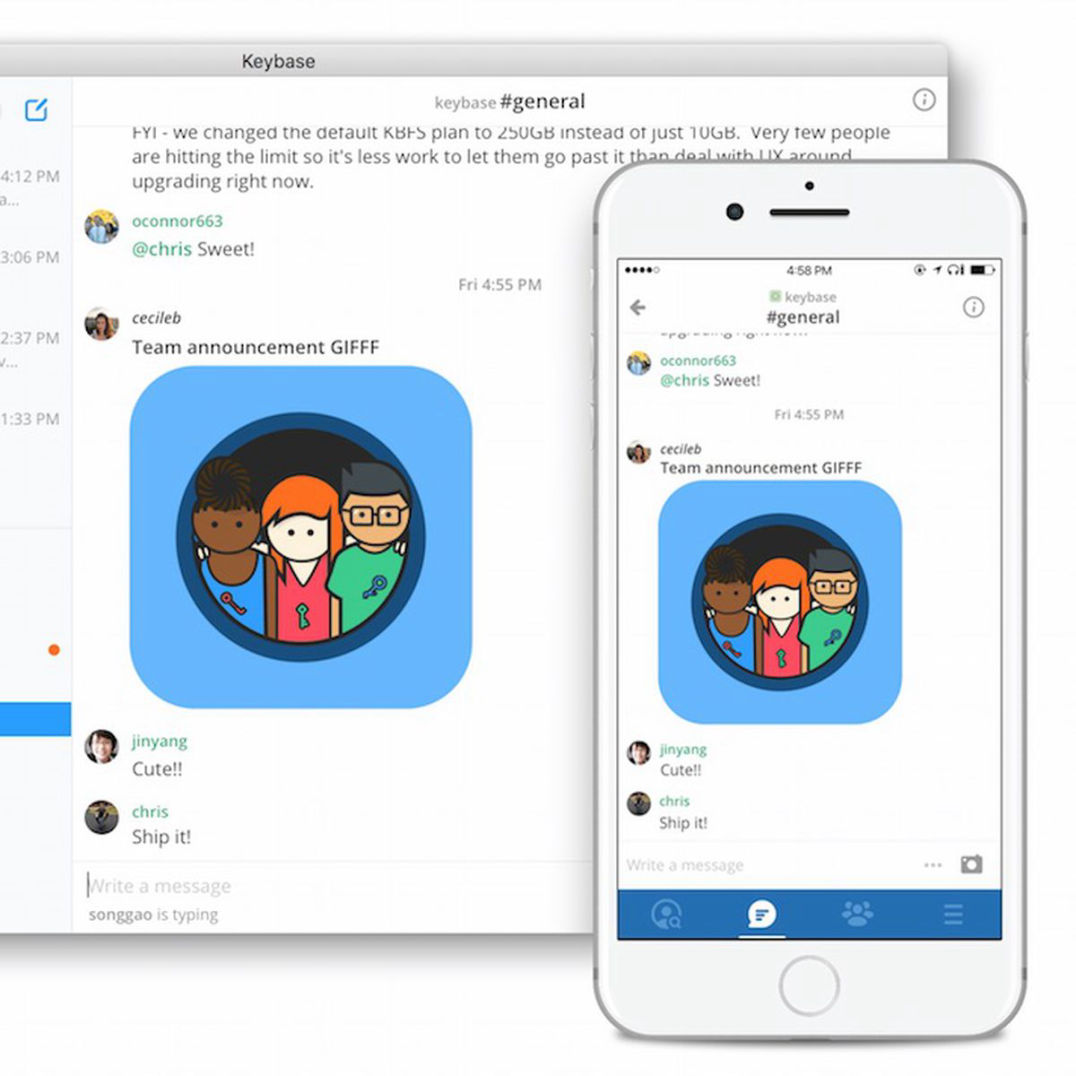 Keybase
keybase #general
4:12 PM
a...
3:06 PM
2:37 PM
v...
1:33 PM
FYI - we changed the default KBFS plan to 250GB instead of just 10GB. Very few people
are hitting the limit so it's less work to let them go past it than deal with UX around
upgrading right now.
oconnor663
@chris Sweet!
Fri 4:55 PM
cecileb
Team announcement GIFFF
jinyang
Cute!!
chris
Ship it!
Write a message
songgao is typing
4:58 PM
keybase
#general
upgrading right now.
oconnor663
@chris Sweet!
Fri 4:55 PM
cecileb
Team announcement GIFFF
jinyang
Cute!!
chris
Ship it!
Write a message